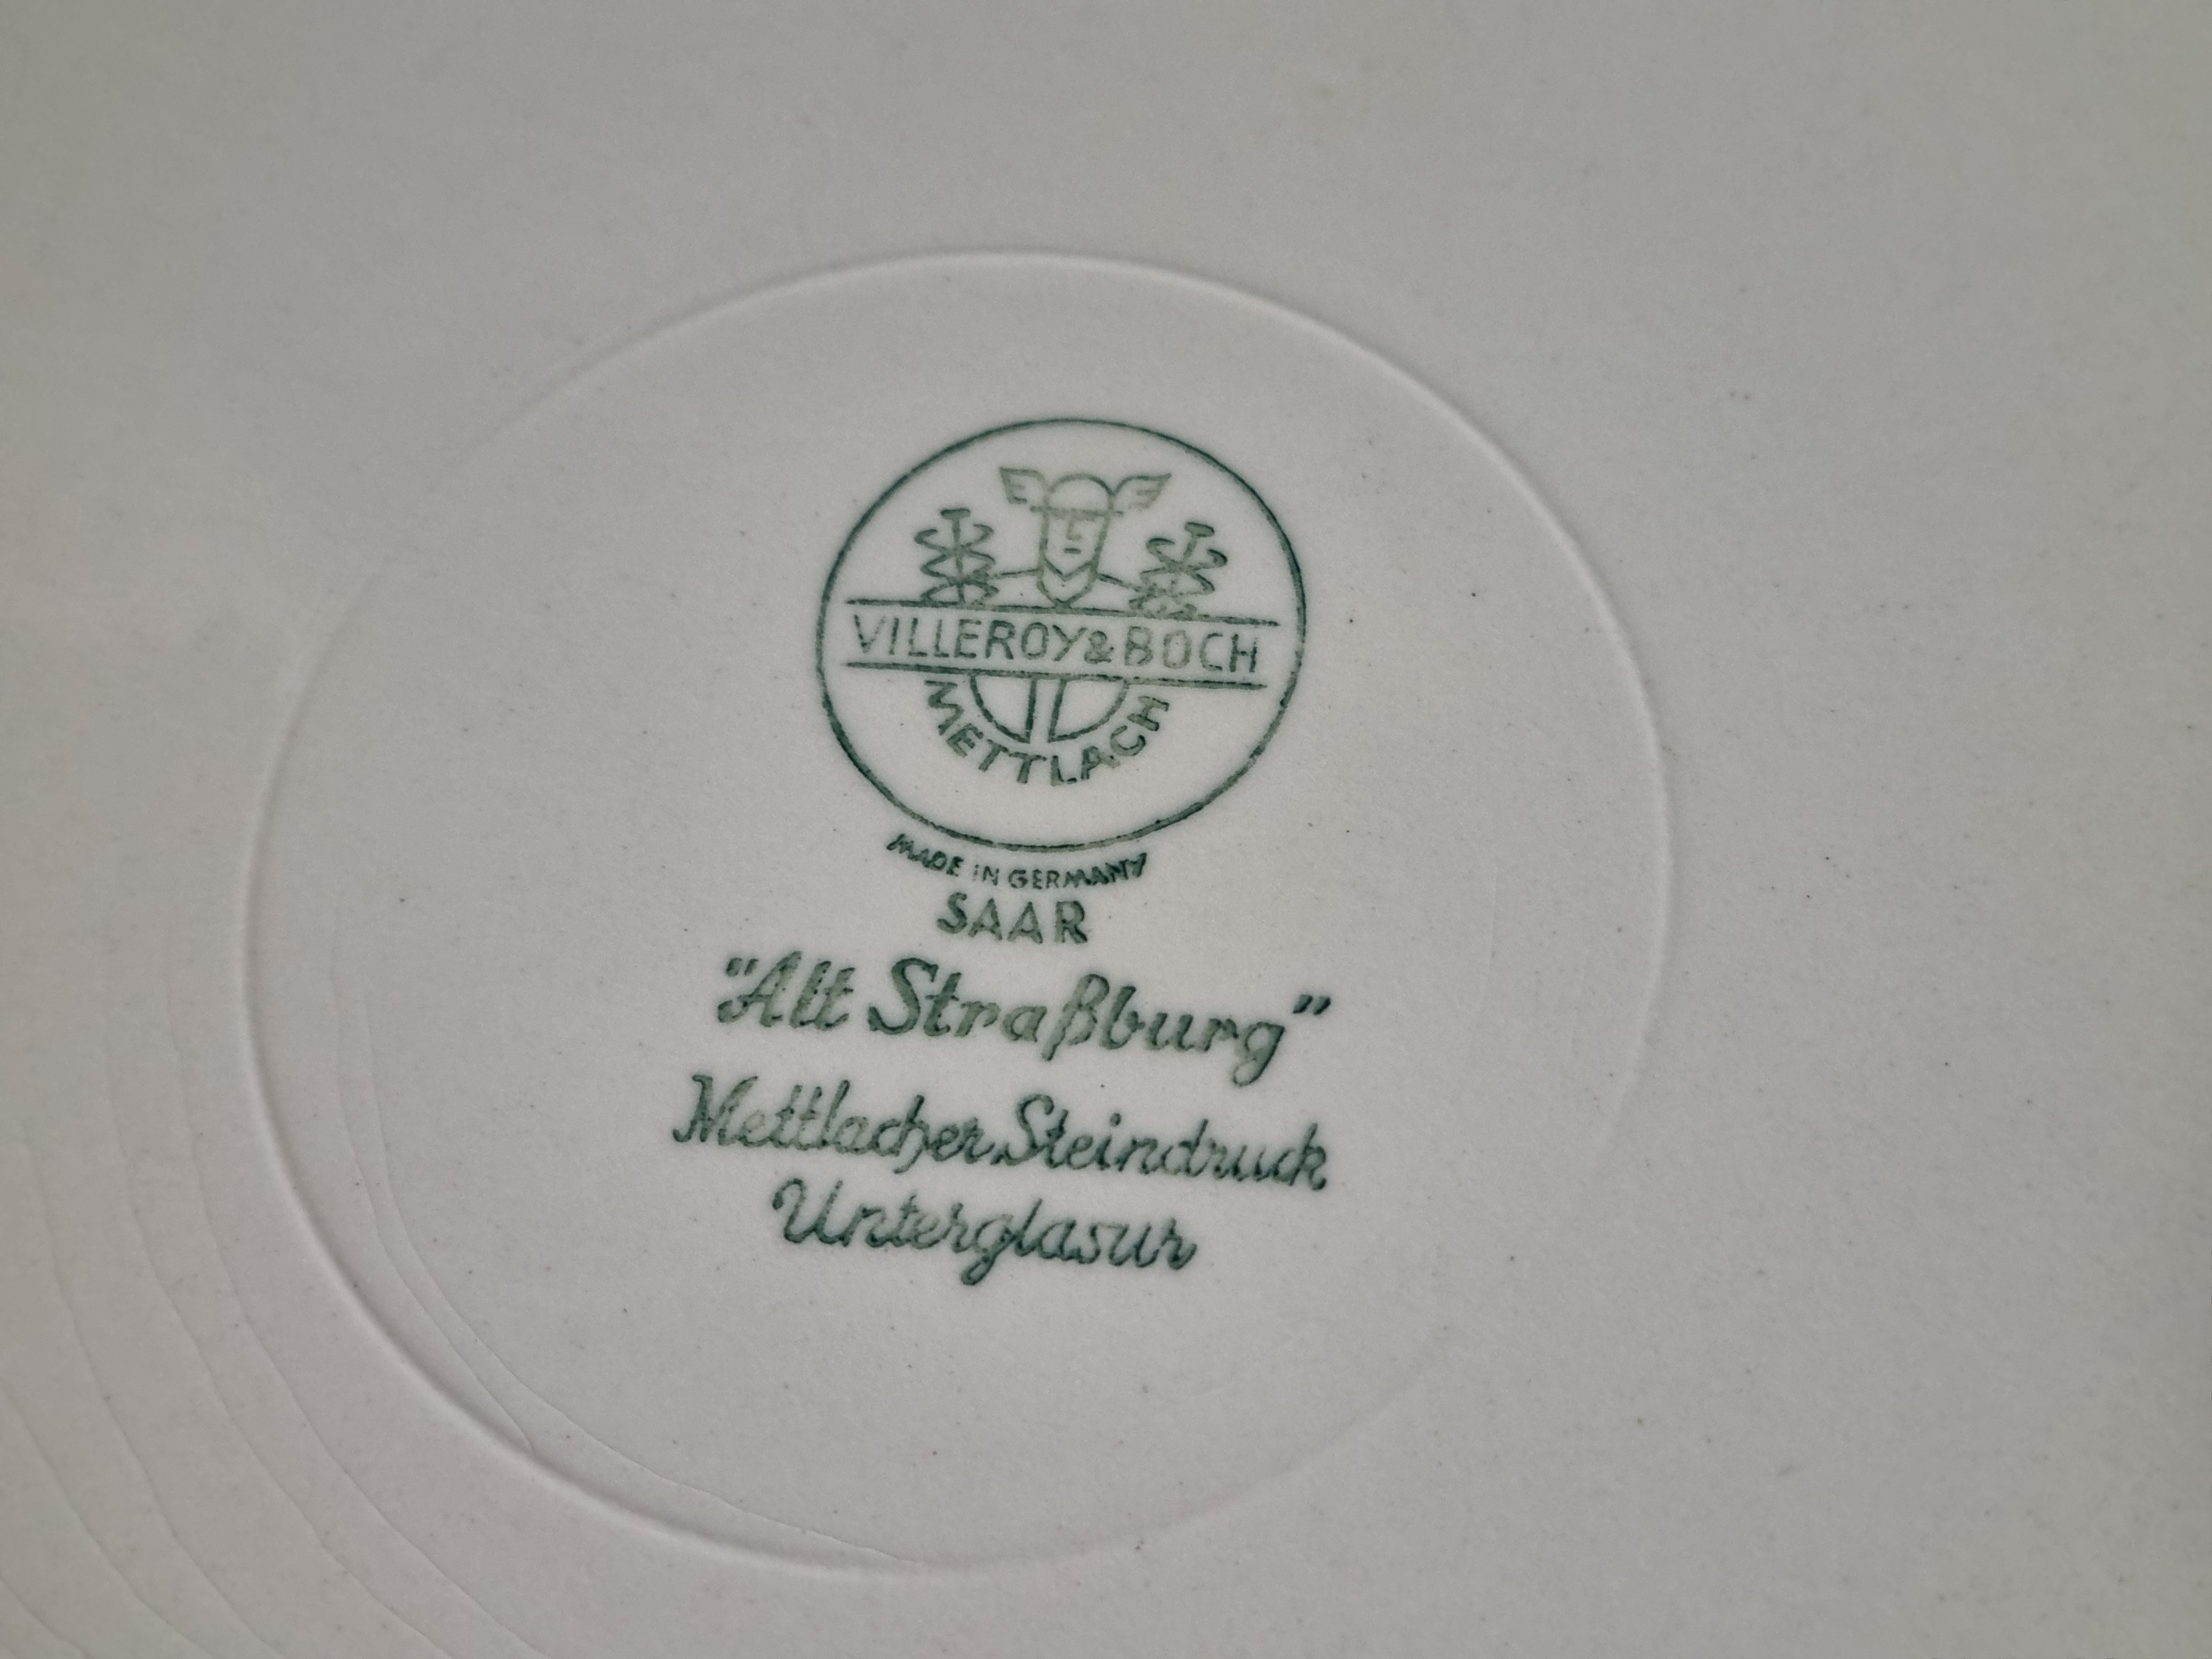 VILLEROY & BOCH
METTLACH
MADE IN GERMANY
SAAR
"Alt Straßburg"
Mettlacher Steindruck
Unterglasur